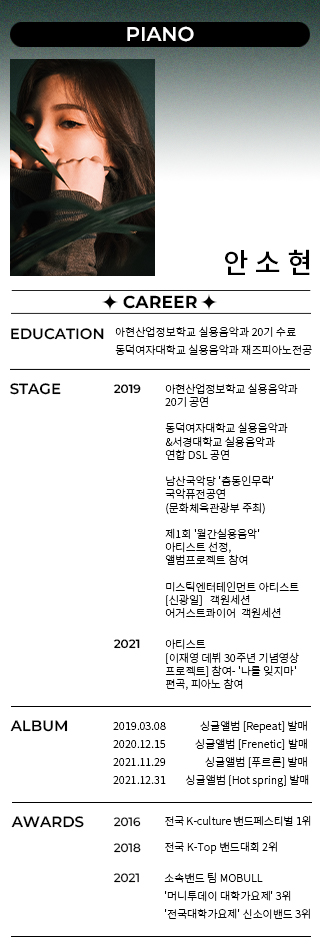 PIANO
안 소 현
✦ CAREER ✦
EDUCATION
아현산업정보학교 실용음악과 20기 수료
동덕여자대학교 실용음악과 재즈피아노전공
STAGE
2019
아현산업정보학교 실용음악과
20기 공연
동덕여자대학교 실용음악과
&서경대학교 실용음악과
연합 DSL 공연
남산국악당 '춤동인무락'
국악퓨전공연
(문화체육관광부 주최)
제1회 '월간실용음악'
아티스트 선정,
앨범프로젝트 참여
미스틱엔터테인먼트 아티스트
[신광일] 객원세션
어거스트콰이어 객원세션
2021
아티스트
[이재영 데뷔 30주년 기념영상
프로젝트] 참여- '나를 잊지마'
편곡, 피아노 참여
ALBUM
2019.03.08 싱글앨범 [Repeat] 발매
2020.12.15 싱글앨범 [Frenetic] 발매
2021.11.29 싱글앨범 [푸르른] 발매
2021.12.31 싱글앨범 [Hot spring] 발매
AWARDS
2016 전국 K-culture 밴드페스티벌 1위
2018 전국 K-Top 밴드대회 2위
2021 소속밴드 팀 MOBULL
'머니투데이 대학가요제' 3위
'전국대학가요제' 신소이밴드 3위